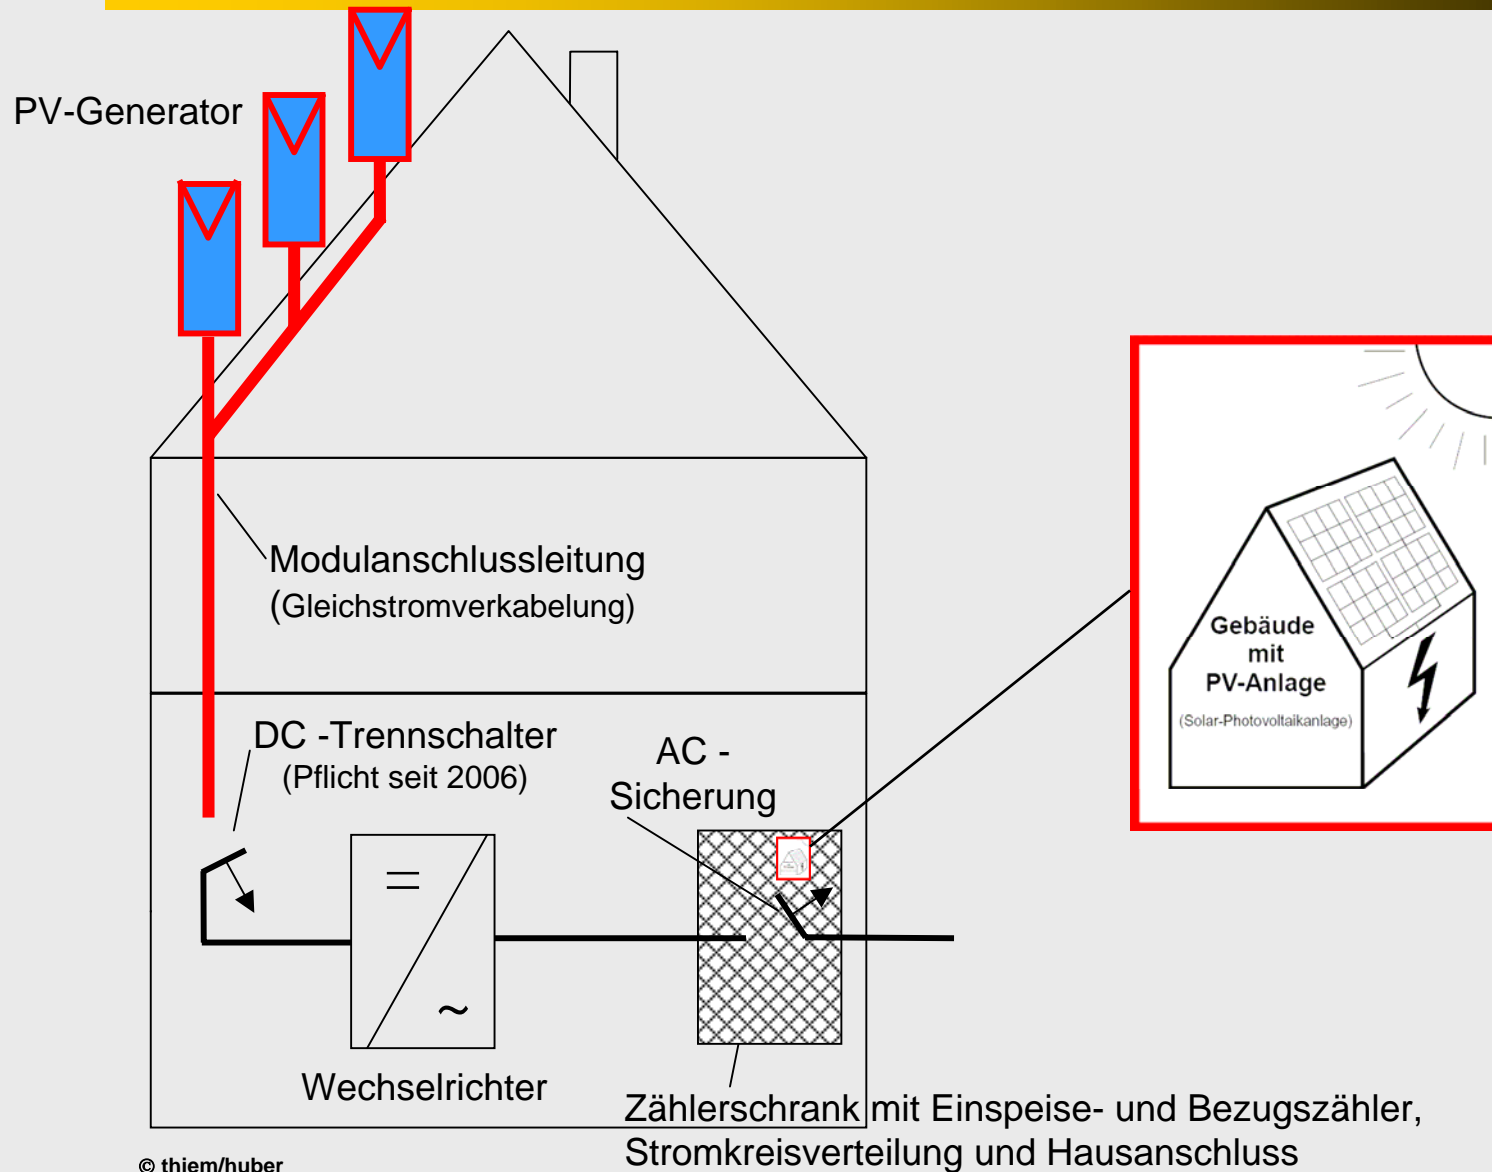 PV-Generator
Modulanschlussleitung
(Gleichstromverkabelung)
DC -Trennschalter
(Pflicht seit 2006)
AC -
Sicherung
=
~
Wechselrichter
Zählerschrank mit Einspeise- und Bezugszähler,
Stromkreisverteilung und Hausanschluss
Gebäude
mit
PV-Anlage
(Solar-Photovoltaikanlage)
© thiem/huber